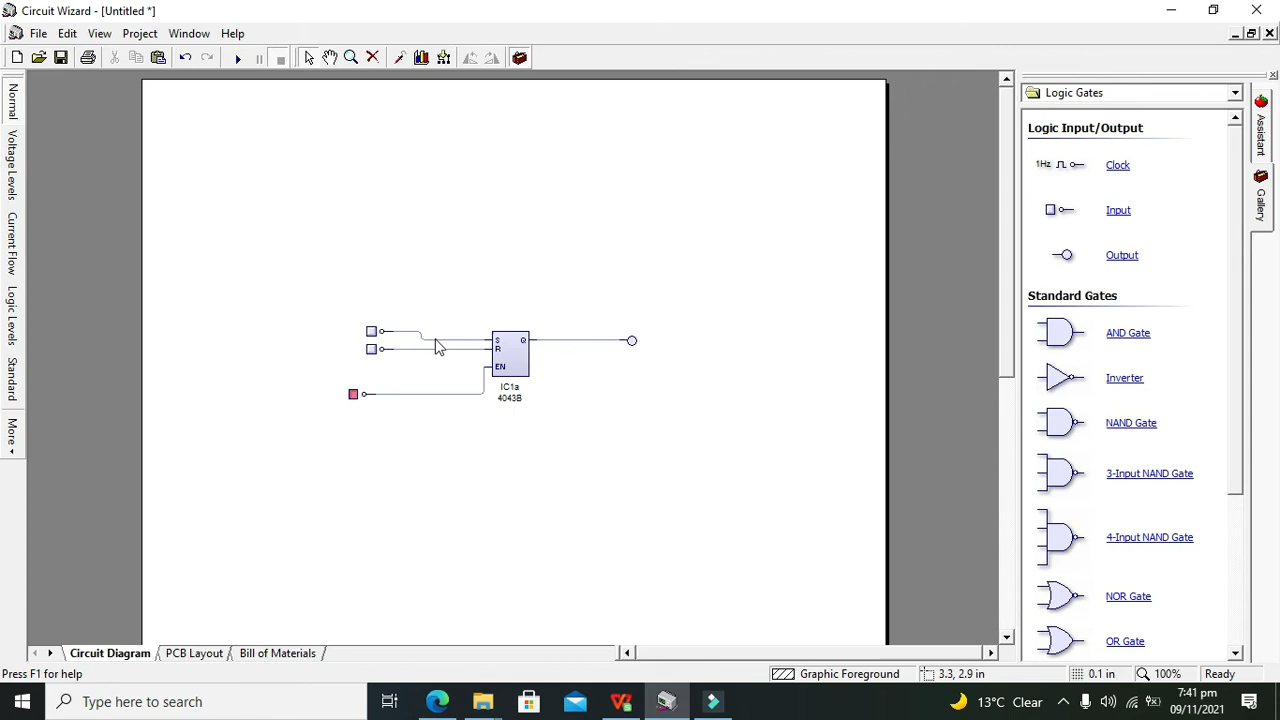 Circuit Wizard - [Untitled *]
File Edit View Project Window Help
Normal
Voltage Levels
Current Flow
Logic Levels
Standard
More
S Q
R
EN
IC1a
4043B
Logic Gates
Logic Input/Output
1Hz Clock
Input
Output
Standard Gates
AND Gate
Inverter
NAND Gate
3-Input NAND Gate
4-Input NAND Gate
NOR Gate
OR Gate
Assistant
Gallery
Circuit Diagram PCB Layout Bill of Materials
Press F1 for help Graphic Foreground 3.3, 2.9 in 0.1 in 100% Ready
Type here to search 13°C Clear 7:41 pm
09/11/2021